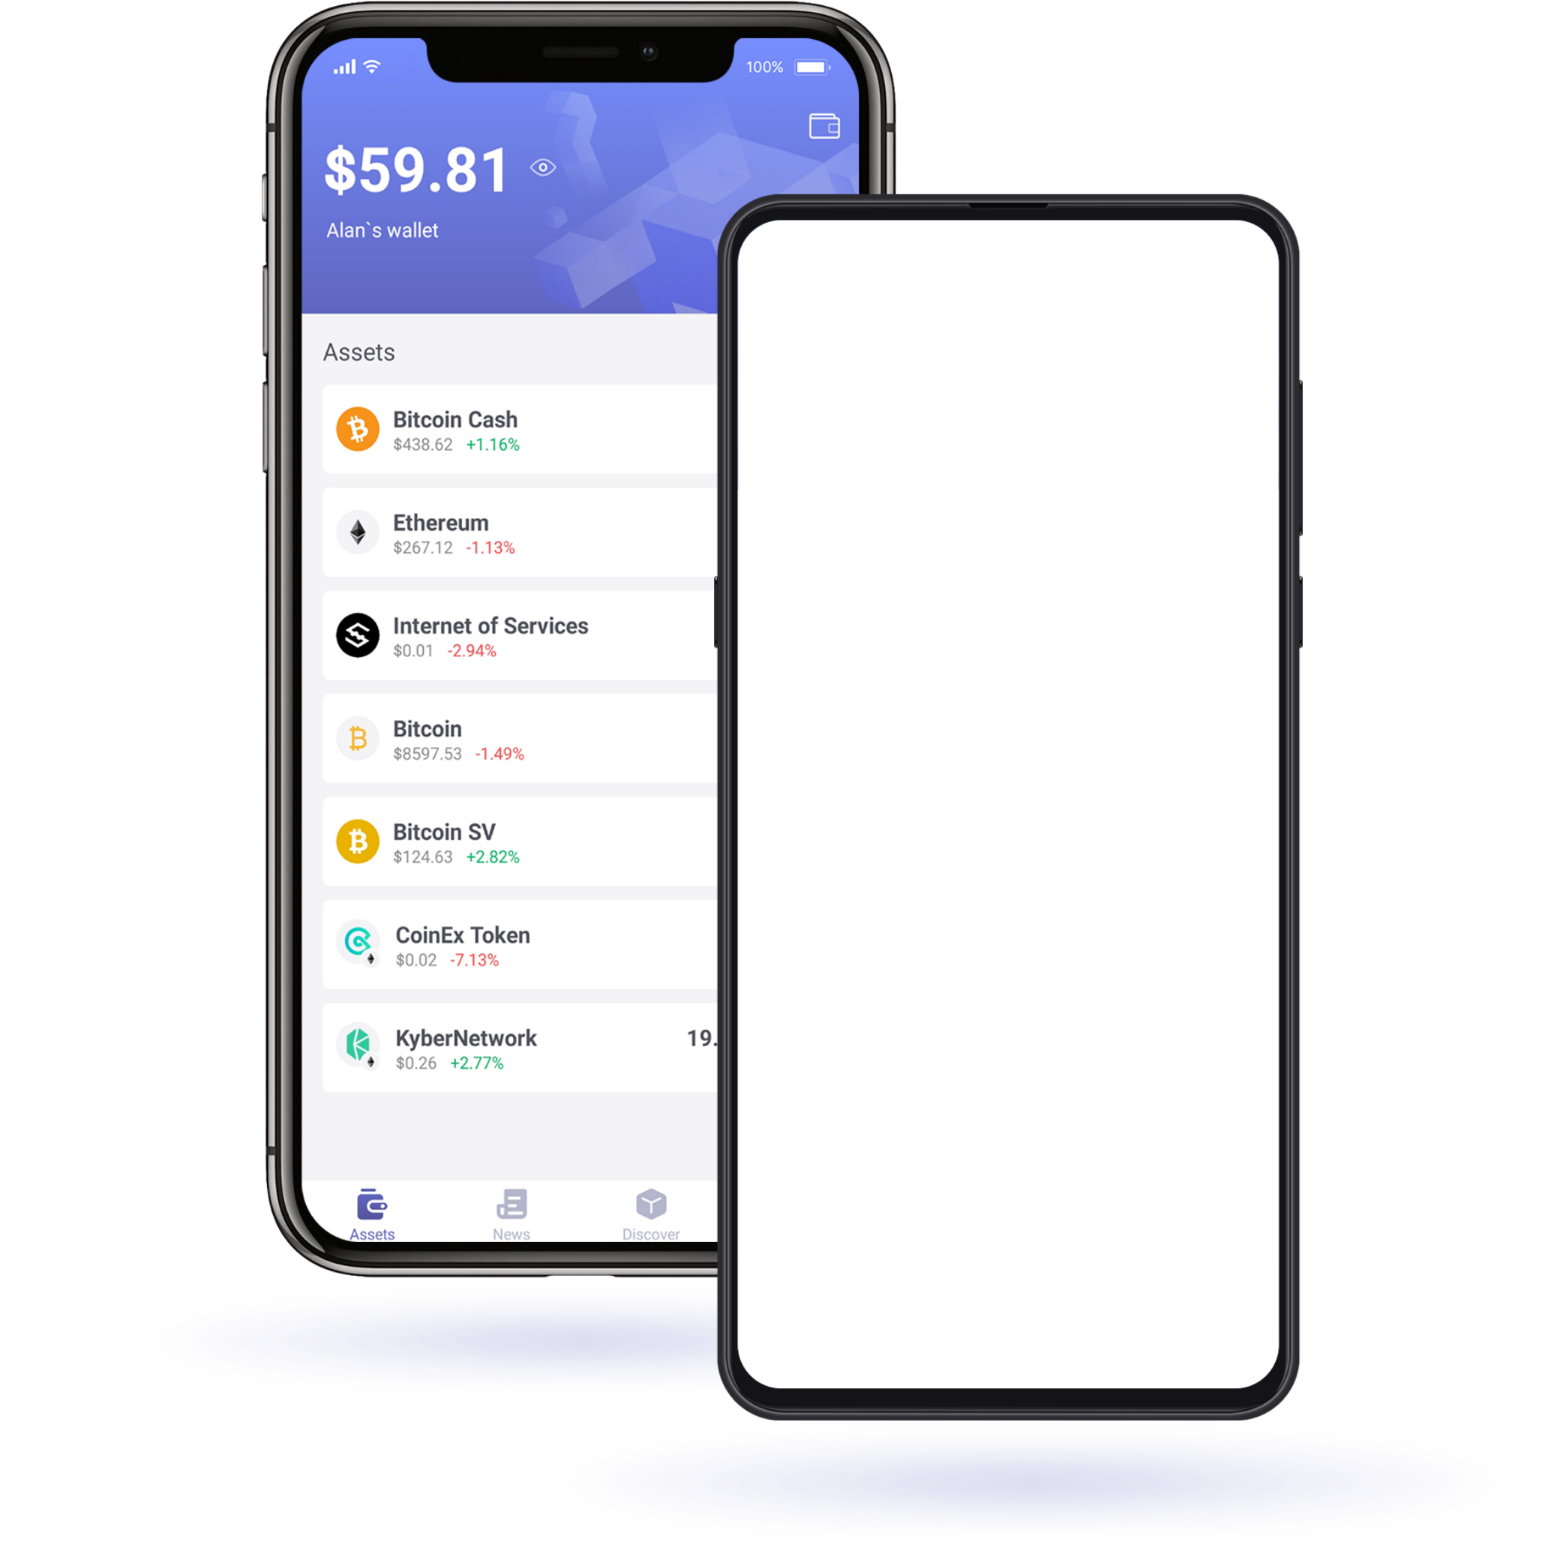 100%
$59.81
Alan`s wallet
Assets
Bitcoin Cash
$438.62 +1.16%
Ethereum
$267.12 -1.13%
Internet of Services
$0.01 -2.94%
Bitcoin
$8597.53 -1.49%
Bitcoin SV
$124.63 +2.82%
CoinEx Token
$0.02 -7.13%
KyberNetwork 19.
$0.26 +2.77%
Assets News Discover